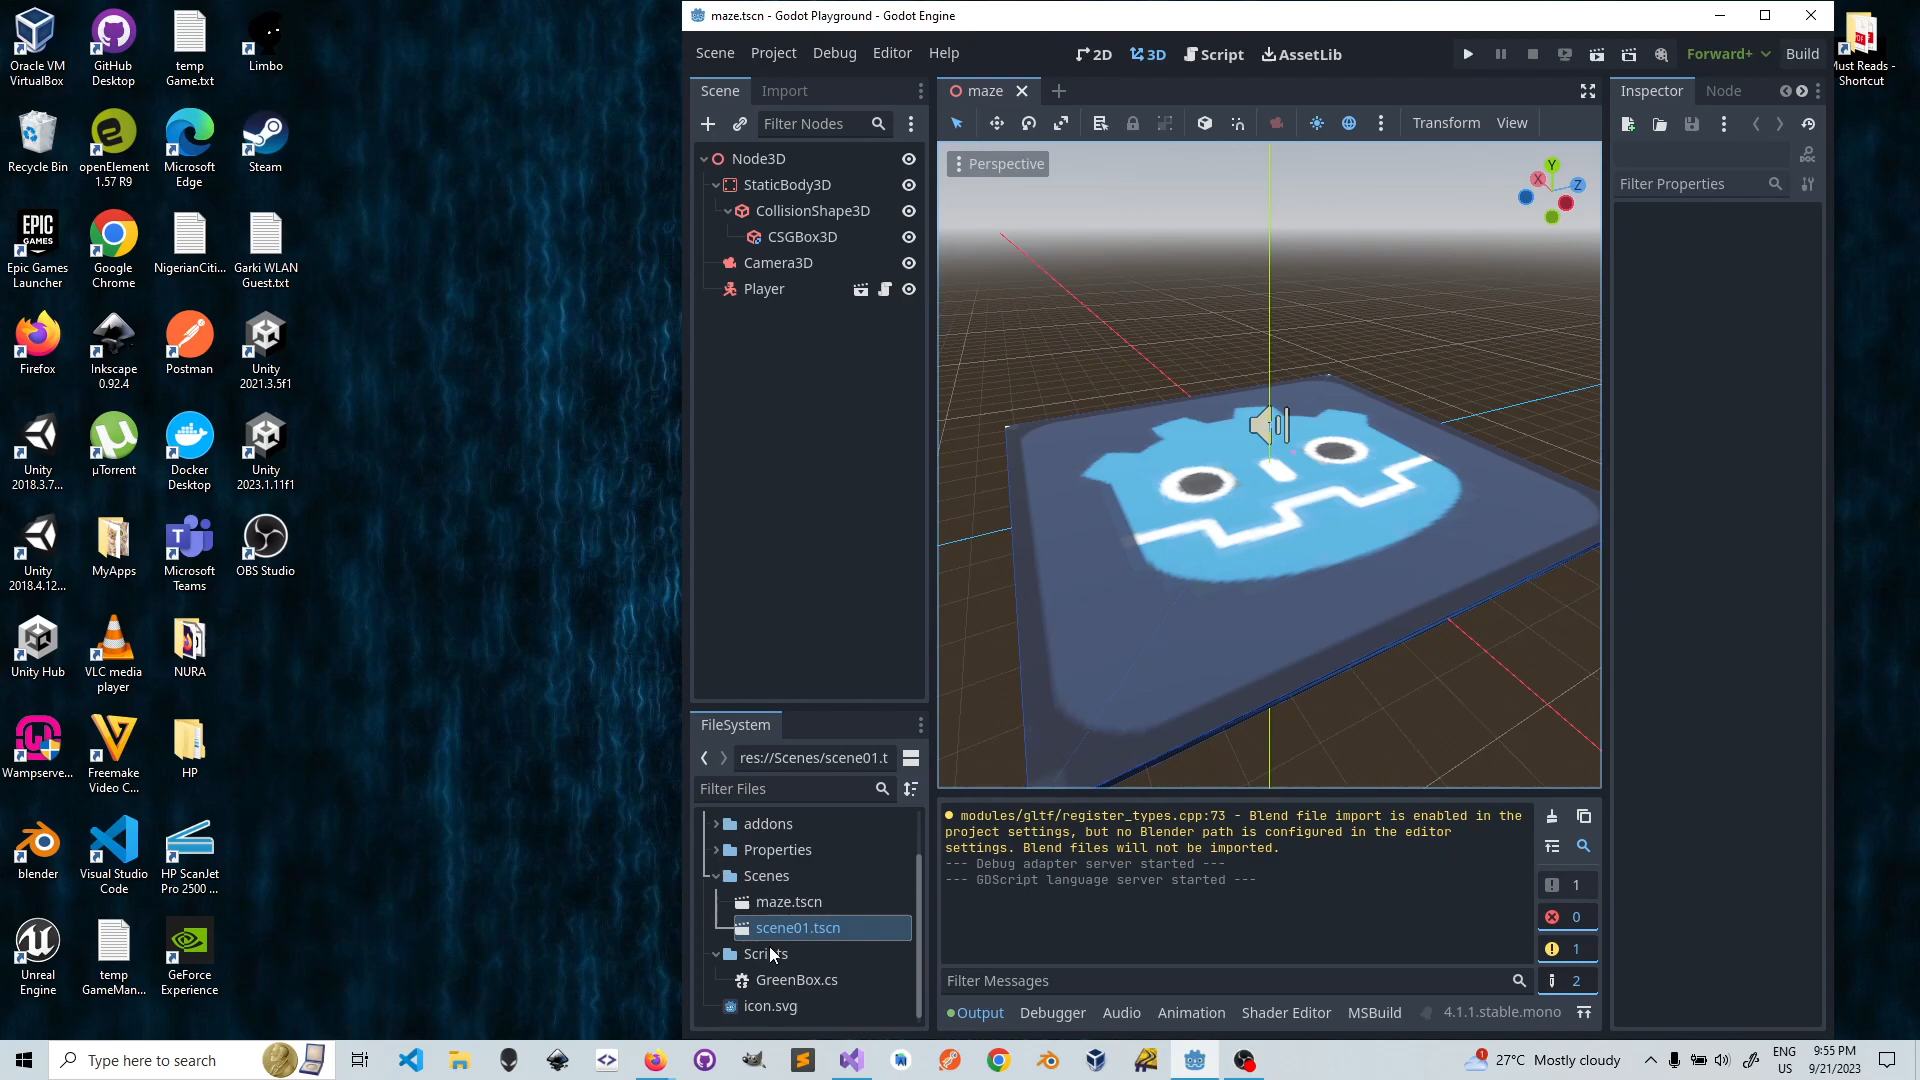 Oracle VM
VirtualBox
GitHub
Desktop
temp
Game.txt
Limbo
Recycle Bin
openElement
1.57 R9
Microsoft
Edge
Steam
Epic Games
Launcher
Google
Chrome
NigerianCiti...
Garki WLAN
Guest.txt
Firefox
Inkscape
0.92.4
Postman
Unity
2021.3.5f1
Unity
2018.3.7...
µTorrent
Docker
Desktop
Unity
2023.1.11f1
Unity
2018.4.12...
MyApps
Microsoft
Teams
OBS Studio
Unity Hub
VLC media
player
NURA
Wampserve...
Freemake
Video C...
HP
blender
Visual Studio
Code
HP ScanJet
Pro 2500 ...
Unreal
Engine
temp
GameMan...
GeForce
Experience
maze.tscn - Godot Playground - Godot Engine
Scene Project Debug Editor Help
2D 3D Script AssetLib
Forward+ Build
Must Reads -
Shortcut
Scene Import
maze
Inspector Node
Filter Nodes
Transform View
Node3D
StaticBody3D
CollisionShape3D
CSGBox3D
Camera3D
Player
Perspective
Y
X
Z
Filter Properties
DOC
FileSystem
res://Scenes/scene01.t
Filter Files
addons
Properties
Scenes
maze.tscn
scene01.tscn
Scripts
GreenBox.cs
icon.svg
modules/gltf/register_types.cpp:73 - Blend file import is enabled in the
project settings, but no Blender path is configured in the editor
settings. Blend files will not be imported.
--- Debug adapter server started ---
--- GDScript language server started ---
1
0
1
2
Filter Messages
Output Debugger Audio Animation Shader Editor MSBuild 4.1.1.stable.mono
Type here to search
1
27°C Mostly cloudy
ENG
US
9:55 PM
9/21/2023